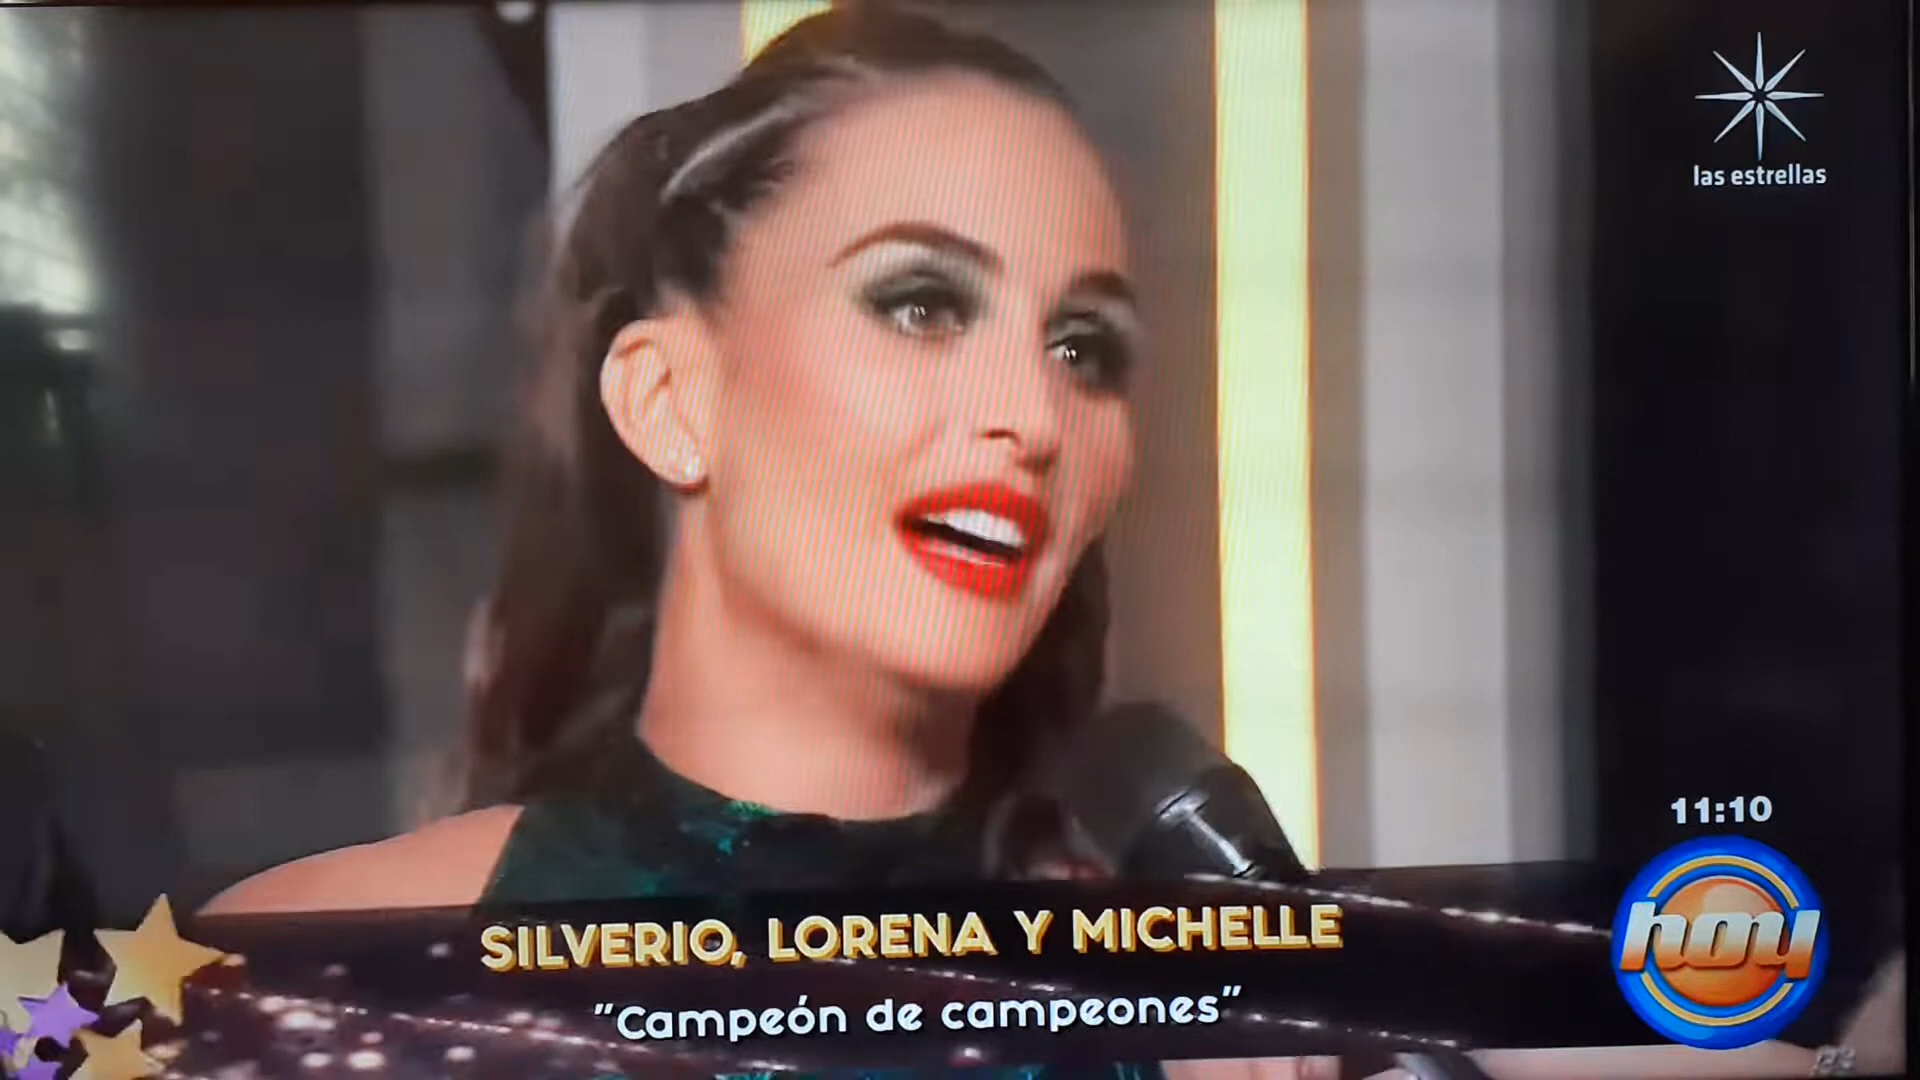 las estrellas
11:10
hoy
SILVERIO, LORENA Y MICHELLE
"Campeón de campeones"